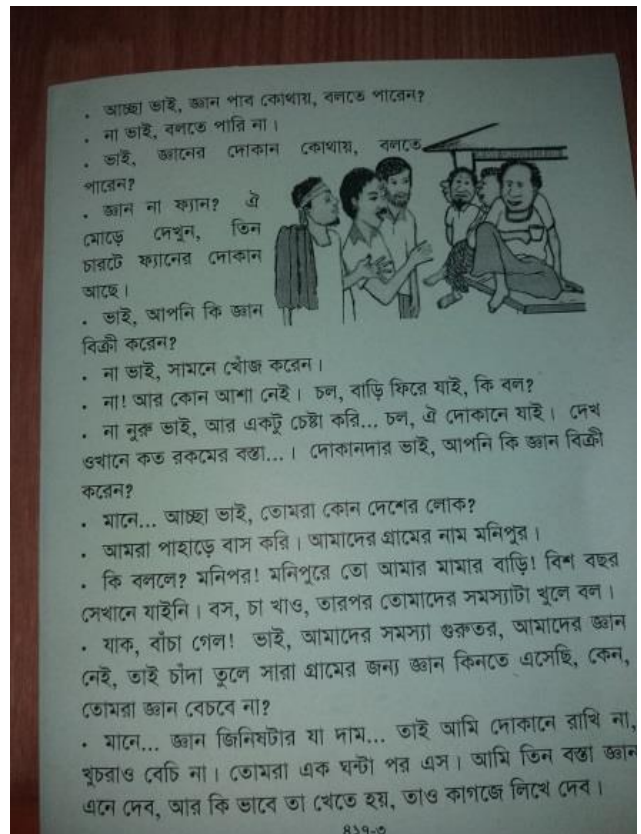 • আচ্ছা ভাই, জ্ঞান পাব কোথায়, বলতে পারেন?
• না ভাই, বলতে পারি না।
• ভাই, জ্ঞানের দোকান কোথায়, বলতে
পারেন?
• জ্ঞান না ফ্যান? ঐ
মোড়ে দেখুন, তিন
চারটে ফ্যানের দোকান
আছে।
• ভাই, আপনি কি জ্ঞান
বিক্রী করেন?
• না ভাই, সামনে খোঁজ করেন।
• না! আর কোন আশা নেই। চল, বাড়ি ফিরে যাই, কি বল?
• না নুরু ভাই, আর একটু চেষ্টা করি... চল, ঐ দোকানে যাই। দেখ
ওখানে কত রকমের বস্তা...। দোকানদার ভাই, আপনি কি জ্ঞান বিক্রী
করেন?
• মানে... আচ্ছা ভাই, তোমরা কোন দেশের লোক?
• আমরা পাহাড়ে বাস করি। আমাদের গ্রামের নাম মনিপুর।
• কি বললে? মনিপর! মনিপুরে তো আমার মামার বাড়ি! বিশ বছর
সেখানে যাইনি। বস, চা খাও, তারপর তোমাদের সমস্যাটা খুলে বল।
• যাক, বাঁচা গেল! ভাই, আমাদের সমস্যা গুরুতর, আমাদের জ্ঞান
নেই, তাই চাঁদা তুলে সারা গ্রামের জন্য জ্ঞান কিনতে এসেছি, কেন,
তোমরা জ্ঞান বেচবে না?
• মানে... জ্ঞান জিনিষটার যা দাম... তাই আমি দোকানে রাখি না,
খুচরাও বেচি না। তোমরা এক ঘন্টা পর এস। আমি তিন বস্তা জ্ঞান
এনে দেব, আর কি ভাবে তা খেতে হয়, তাও কাগজে লিখে দেব।
৪১৭-৩